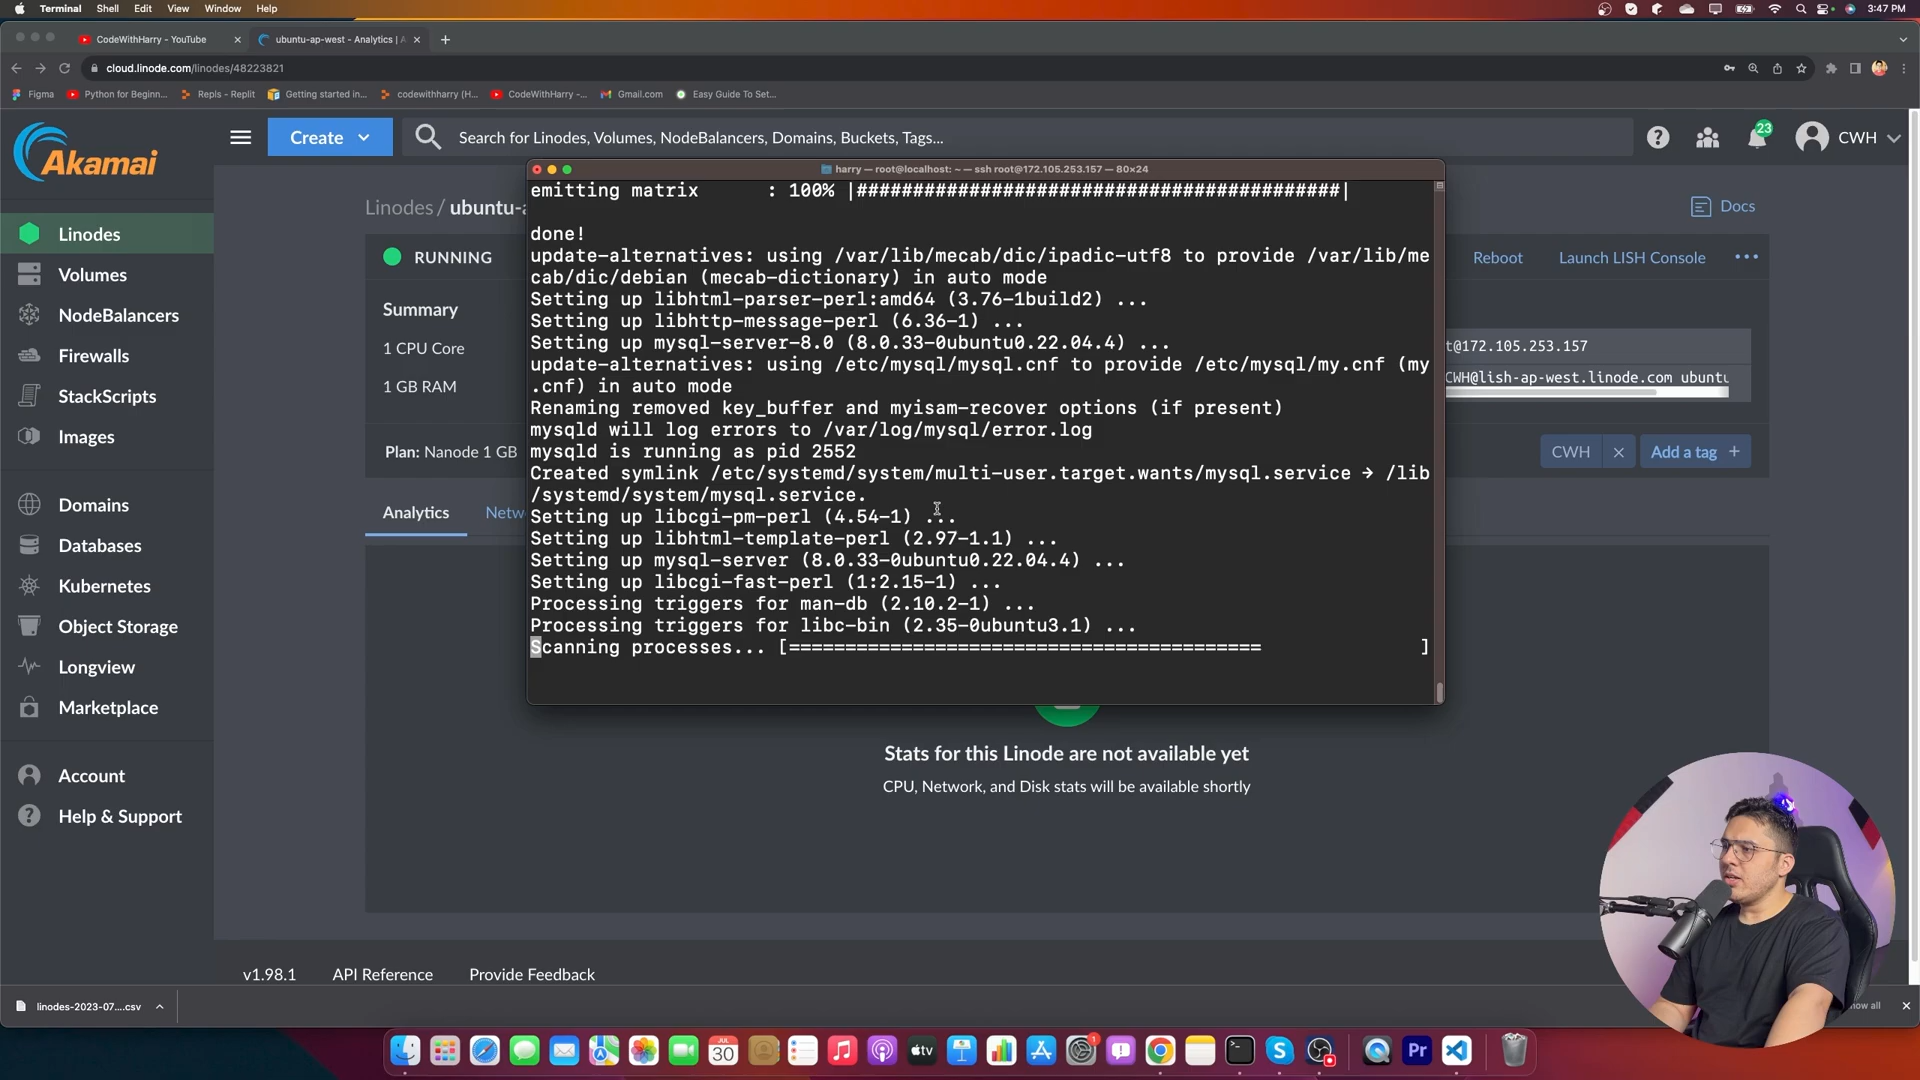 Terminal Shell Edit View Window Help 3:47 PM
CodeWithHarry - YouTube ubuntu-ap-west - Analytics |
cloud.linode.com/linodes/48223821
Figma Python for Beginn... Repls - Replit Getting started in... codewithharry (H... CodeWithHarry -... Gmail.com Easy Guide To Set...
Akamai
Create
Search for Linodes, Volumes, NodeBalancers, Domains, Buckets, Tags...
23
CWH
Linodes
Volumes
NodeBalancers
Firewalls
StackScripts
Images
Domains
Databases
Kubernetes
Object Storage
Longview
Marketplace
Account
Help & Support
Linodes / ubuntu-a
Docs
RUNNING
Reboot Launch LISH Console ...
Summary
1 CPU Core
1 GB RAM
t@172.105.253.157
CWH@lish-ap-west.linode.com ubuntu
Plan: Nanode 1 GB
CWH Add a tag +
Analytics Netw
harry — root@localhost: ~ — ssh root@172.105.253.157 — 80×24
emitting matrix : 100% |###########################################|
done!
update-alternatives: using /var/lib/mecab/dic/ipadic-utf8 to provide /var/lib/me
cab/dic/debian (mecab-dictionary) in auto mode
Setting up libhtml-parser-perl:amd64 (3.76-1build2) ...
Setting up libhttp-message-perl (6.36-1) ...
Setting up mysql-server-8.0 (8.0.33-0ubuntu0.22.04.4) ...
update-alternatives: using /etc/mysql/mysql.cnf to provide /etc/mysql/my.cnf (my
.cnf) in auto mode
Renaming removed key_buffer and myisam-recover options (if present)
mysqld will log errors to /var/log/mysql/error.log
mysqld is running as pid 2552
Created symlink /etc/systemd/system/multi-user.target.wants/mysql.service → /lib
/systemd/system/mysql.service.
Setting up libcgi-pm-perl (4.54-1) ...
Setting up libhtml-template-perl (2.97-1.1) ...
Setting up mysql-server (8.0.33-0ubuntu0.22.04.4) ...
Setting up libcgi-fast-perl (1:2.15-1) ...
Processing triggers for man-db (2.10.2-1) ...
Processing triggers for libc-bin (2.35-0ubuntu3.1) ...
Scanning processes... [========================================== ]
Stats for this Linode are not available yet
CPU, Network, and Disk stats will be available shortly
v1.98.1 API Reference Provide Feedback
linodes-2023-07....csv
JUL
30
tv
1
Pr